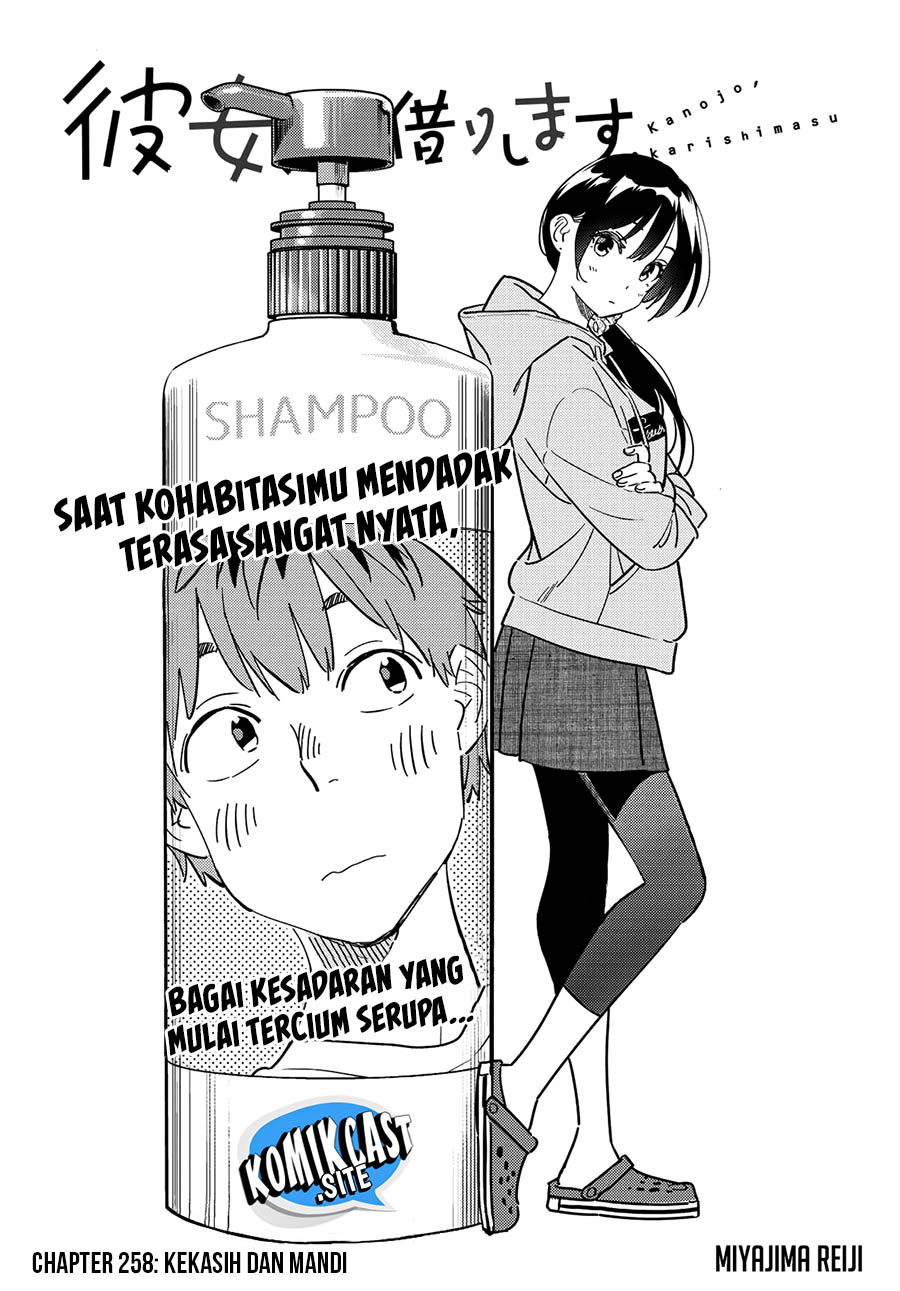 彼女、借りします
Kanojo,
karishimasu
SHAMPOO
SAAT KOHABITASIMU MENDADAK
TERASA SANGAT NYATA,
BAGAI KESADARAN YANG
MULAI TERCIUM SERUPA...
KOMIKCAST
.SITE
CHAPTER 258: KEKASIH DAN MANDI
MIYAJIMA REIJI